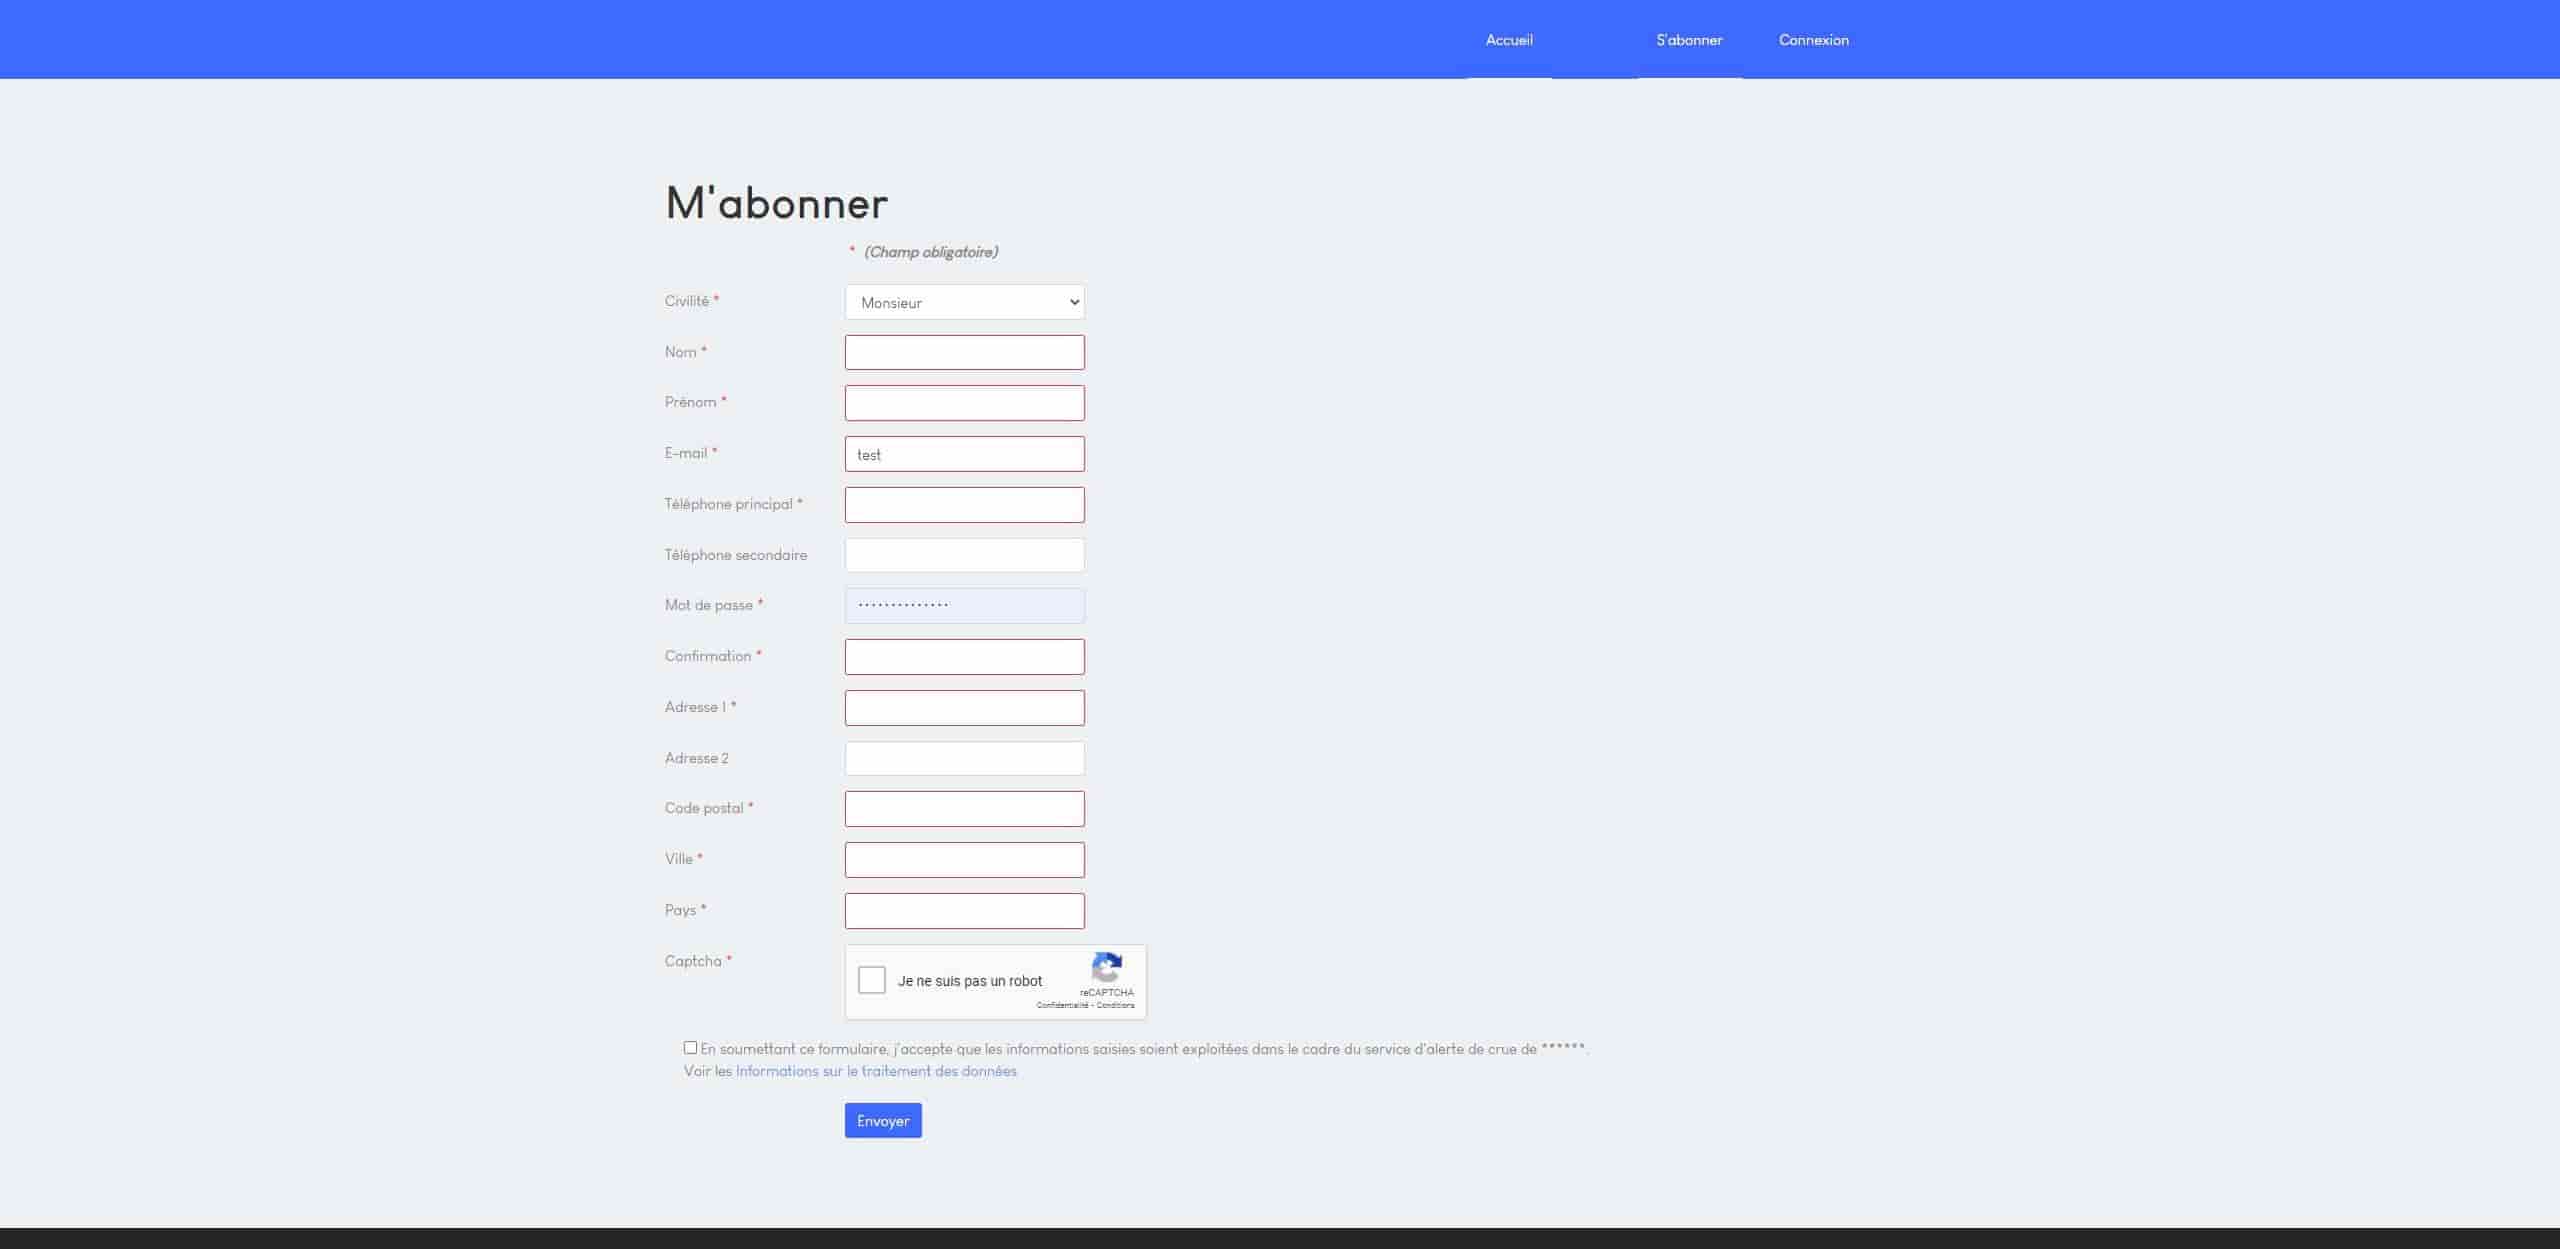 Accueil S'abonner Connexion
M'abonner
* (Champ obligatoire)
Civilité * Monsieur
Nom *
Prénom *
E-mail * test
Téléphone principal *
Téléphone secondaire
Mot de passe * ··············
Confirmation *
Adresse 1 *
Adresse 2
Code postal *
Ville *
Pays *
Captcha *
Je ne suis pas un robot
reCAPTCHA
Confidentialité - Conditions
En soumettant ce formulaire, j'accepte que les informations saisies soient exploitées dans le cadre du service d'alerte de crue de ******.
Voir les Informations sur le traitement des données
Envoyer